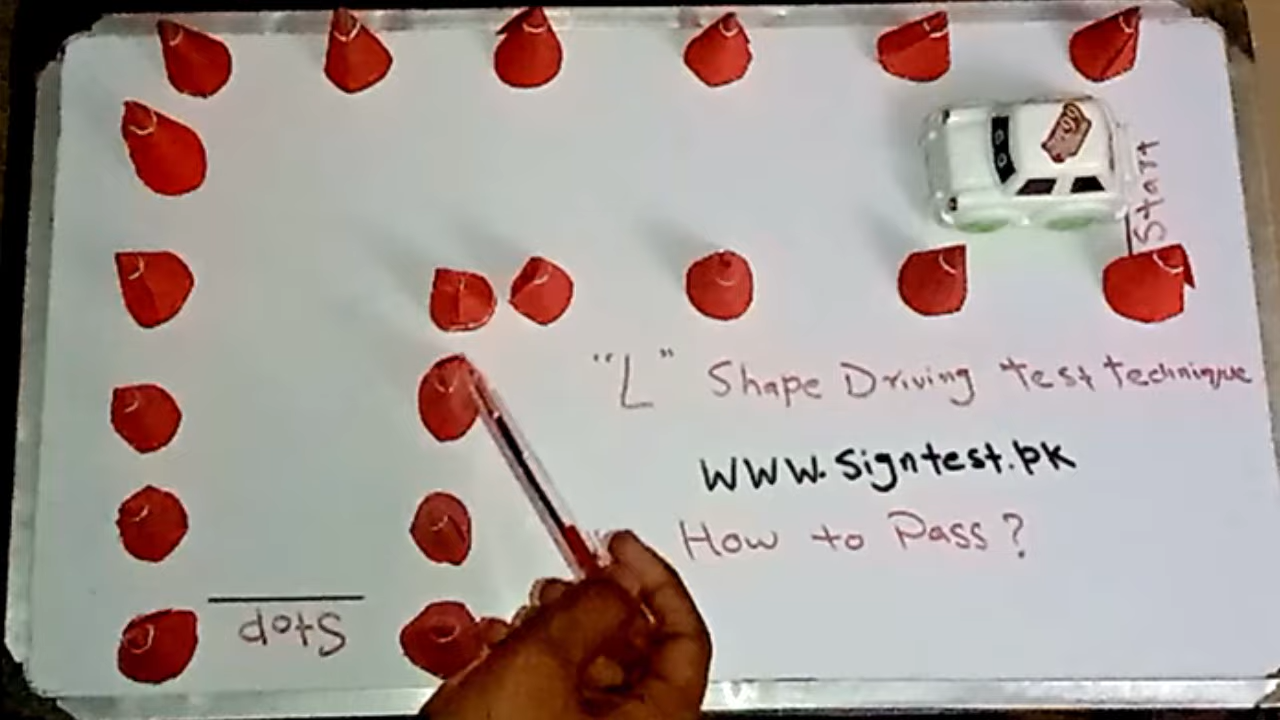 Start
"L" Shape Driving test technique
WWW.Signtest.pk
How to Pass?
Stop